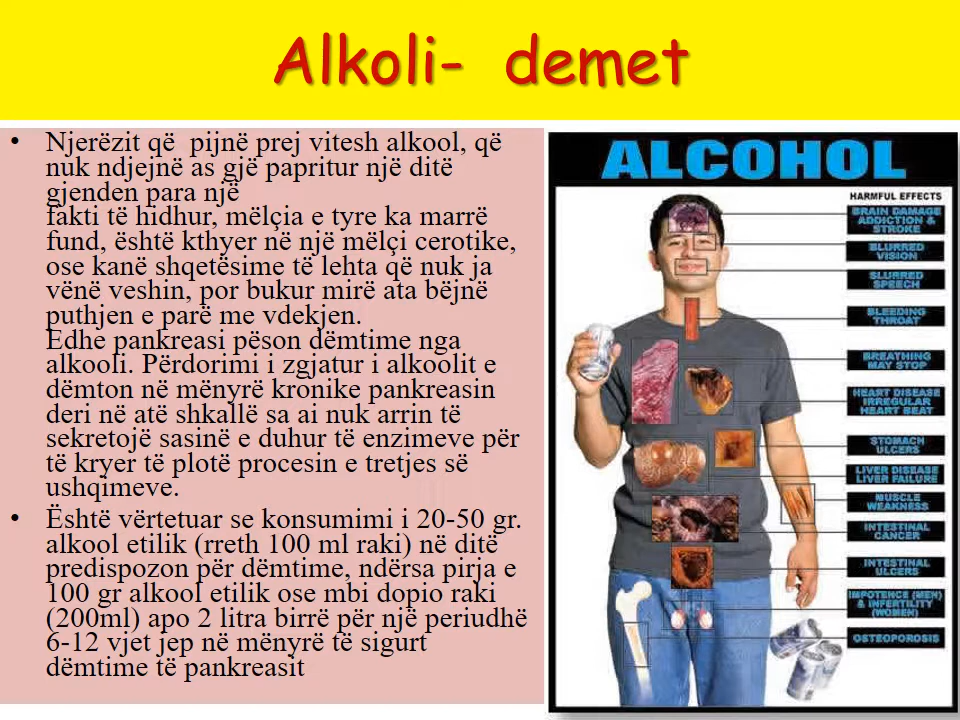 Alkoli- demet
• Njerëzit që pijnë prej vitesh alkool, që
nuk ndjejnë as gjë papritur një ditë
gjenden para një
fakti të hidhur, mëlçia e tyre ka marrë
fund, është kthyer në një mëlçi cerotike,
ose kanë shqetësime të lehta që nuk ja
vënë veshin, por bukur mirë ata bëjnë
puthjen e parë me vdekjen.
Edhe pankreasi pëson dëmtime nga
alkooli. Përdorimi i zgjatur i alkoolit e
dëmton në mënyrë kronike pankreasin
deri në atë shkallë sa ai nuk arrin të
sekretojë sasinë e duhur të enzimeve për
të kryer të plotë procesin e tretjes së
ushqimeve.
• Është vërtetuar se konsumimi i 20-50 gr.
alkool etilik (rreth 100 ml raki) në ditë
predispozon për dëmtime, ndërsa pirja e
100 gr alkool etilik ose mbi dopio raki
(200ml) apo 2 litra birrë për një periudhë
6-12 vjet jep në mënyrë të sigurt
dëmtime të pankreasit
ALCOHOL
HARMFUL EFFECTS
BRAIN DAMAGE
ADDICTION &
STROKE
BLURRED
VISION
SLURRED
SPEECH
BLEEDING
THROAT
BREATHING
MAY STOP
HEART DISEASE
IRREGULAR
HEART BEAT
STOMACH
ULCERS
LIVER DISEASE
LIVER FAILURE
MUSCLE
WEAKNESS
INTESTINAL
CANCER
INTESTINAL
ULCERS
IMPOTENCE (MEN)
& INFERTILITY
(WOMEN)
OSTEOPOROSIS